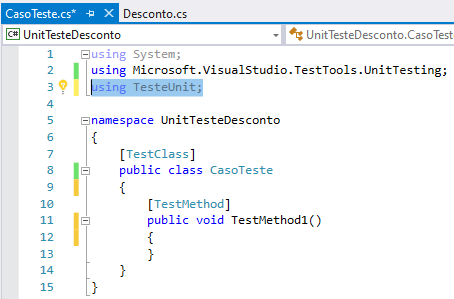 CasoTeste.cs* Desconto.cs
C# UnitTesteDesconto UnitTesteDesconto.CasoTeste
1 using System;
2 using Microsoft.VisualStudio.TestTools.UnitTesting;
3 using TesteUnit;
4
5 namespace UnitTesteDesconto
6 {
7 [TestClass]
8 public class CasoTeste
9 {
10 [TestMethod]
11 public void TestMethod1()
12 {
13 }
14 }
15 }